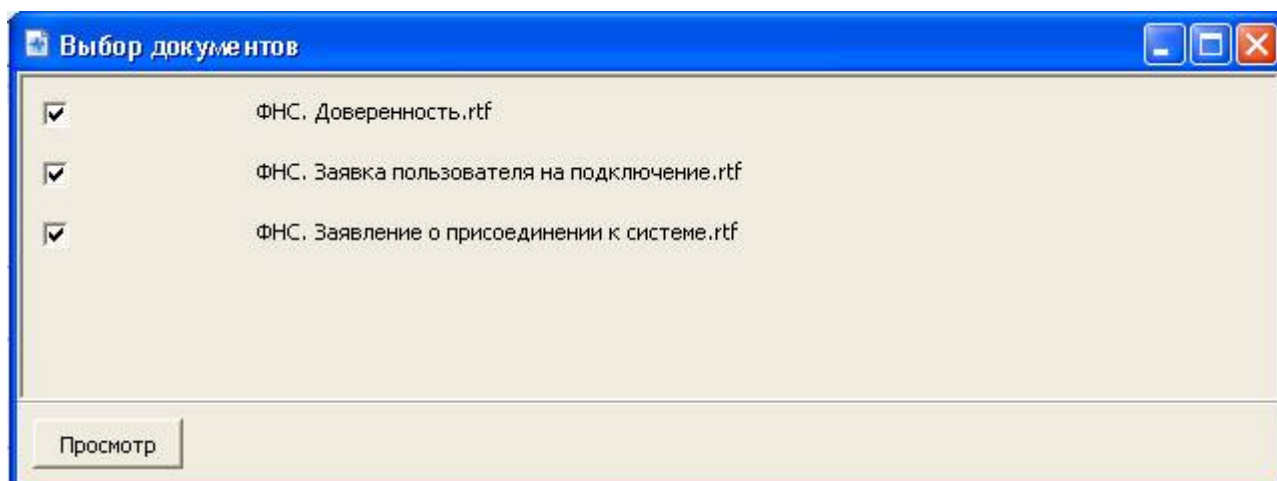 Выбор документов
ФНС. Доверенность.rtf
ФНС. Заявка пользователя на подключение.rtf
ФНС. Заявление о присоединении к системе.rtf
Просмотр